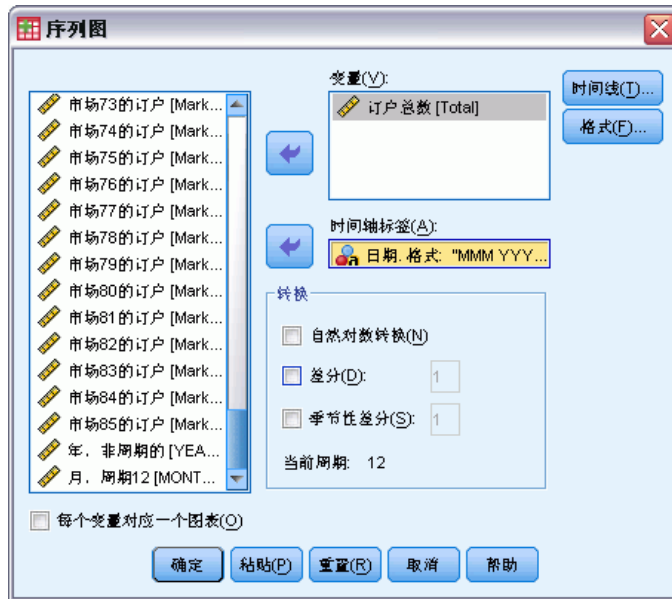 序列图
市场73的订户 [Mark...
市场74的订户 [Mark...
市场75的订户 [Mark...
市场76的订户 [Mark...
市场77的订户 [Mark...
市场78的订户 [Mark...
市场79的订户 [Mark...
市场80的订户 [Mark...
市场81的订户 [Mark...
市场82的订户 [Mark...
市场83的订户 [Mark...
市场84的订户 [Mark...
市场85的订户 [Mark...
年，非周期的 [YEA...
月，周期12 [MONT...
变量(V):
订户总数 [Total]
时间线(T)...
格式(F)...
时间轴标签(A):
日期. 格式: "MMM YYY...
转换
自然对数转换(N)
差分(D): 1
季节性差分(S): 1
当前周期: 12
每个变量对应一个图表(O)
确定 粘贴(P) 重置(R) 取消 帮助